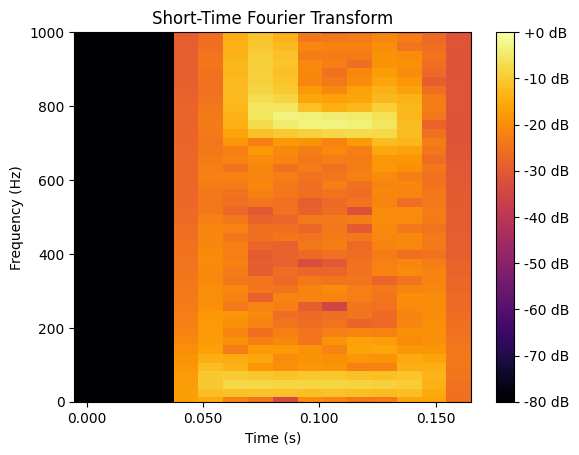 Short-Time Fourier Transform
Frequency (Hz)
1000
800
600
400
200
0
0.000
0.050
0.100
0.150
Time (s)
+0 dB
-10 dB
-20 dB
-30 dB
-40 dB
-50 dB
-60 dB
-70 dB
-80 dB